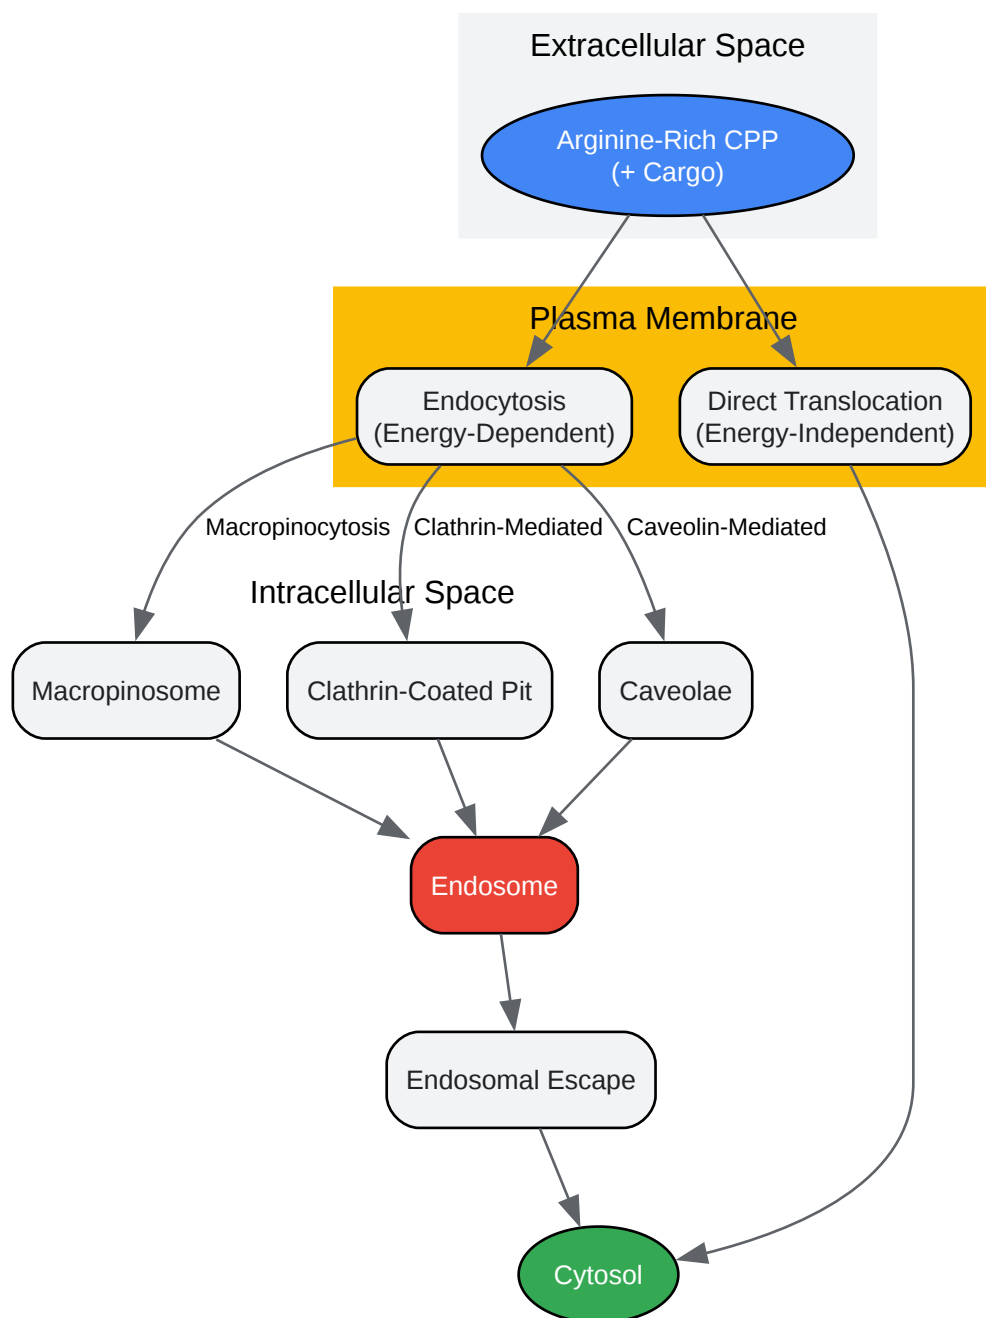 Extracellular Space
Arginine-Rich CPP
(+ Cargo)
Plasma Membrane
Endocytosis
(Energy-Dependent)
Direct Translocation
(Energy-Independent)
Macropinocytosis
Clathrin-Mediated
Caveolin-Mediated
Intracellular Space
Macropinosome
Clathrin-Coated Pit
Caveolae
Endosome
Endosomal Escape
Cytosol